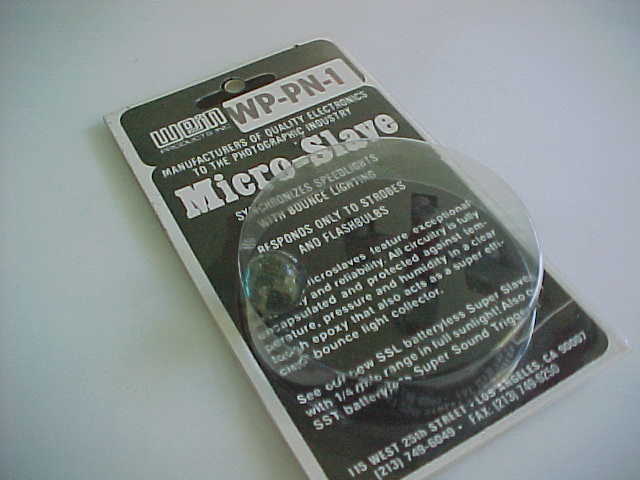 Wein
PRODUCTS INC.
WP-PN-1
MANUFACTURERS OF QUALITY ELECTRONICS
TO THE PHOTOGRAPHIC INDUSTRY
Micro-Slave
SYNCHRONIZES SPEEDLIGHTS
WITH BOUNCE LIGHTING
RESPONDS ONLY TO STROBES
AND FLASHBULBS
microslaves feature exceptional
and reliability. All circuitry is fully
encapsulated and protected against tem-
perature, pressure and humidity in a clear
tough epoxy that also acts as a super effi-
cient bounce light collector.
See our new SSL batteryless Super Slave
with 1/4 mile range in full sunlight! Also
SST batteryless Super Sound Trigger
115 WEST 25th STREET • LOS ANGELES, CA 90007
(213) 749-6049 • FAX (213) 749-6250